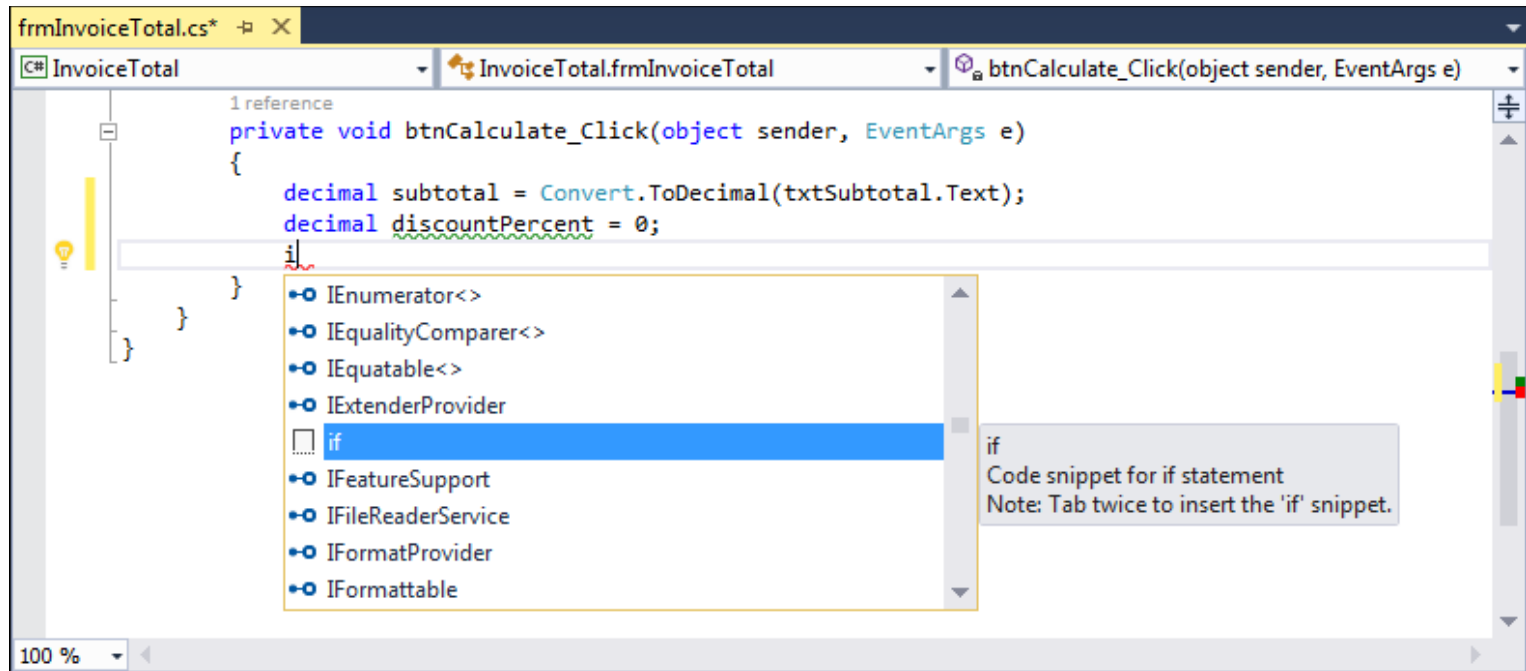 frmInvoiceTotal.cs*
C# InvoiceTotal InvoiceTotal.frmInvoiceTotal btnCalculate_Click(object sender, EventArgs e)
1 reference
private void btnCalculate_Click(object sender, EventArgs e)
{
decimal subtotal = Convert.ToDecimal(txtSubtotal.Text);
decimal discountPercent = 0;
i
}
}
}
IEnumerator<>
IEqualityComparer<>
IEquatable<>
IExtenderProvider
if
IFeatureSupport
IFileReaderService
IFormatProvider
IFormattable
if
Code snippet for if statement
Note: Tab twice to insert the 'if' snippet.
100 %